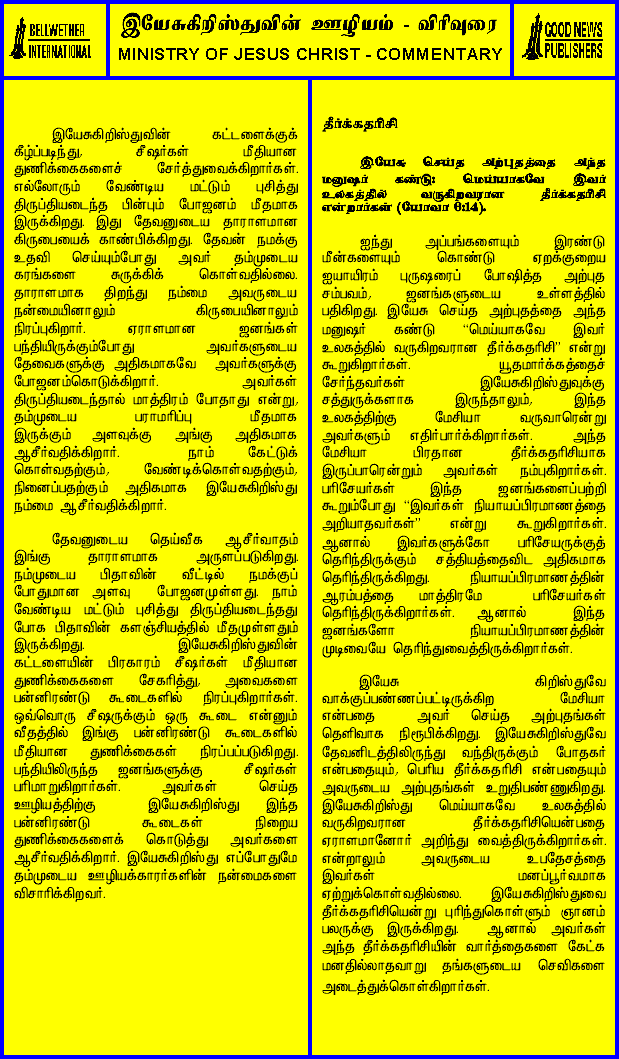 BELLWETHER
INTERNATIONAL
இயேசுகிறிஸ்துவின் ஊழியம் - விரிவுரை
MINISTRY OF JESUS CHRIST - COMMENTARY
GOOD NEWS
PUBLISHERS
இயேசுகிறிஸ்துவின் கட்டளைக்குக்
கீழ்ப்படிந்து, சீஷர்கள் மீதியான
துணிக்கைகளைச் சேர்த்துவைக்கிறார்கள்.
எல்லோரும் வேண்டிய மட்டும் புசித்து
திருப்தியடைந்த பின்பும் போஜனம் மீதமாக
இருக்கிறது. இது தேவனுடைய தாராளமான
கிருபையைக் காண்பிக்கிறது. தேவன் நமக்கு
உதவி செய்யும்போது அவர் தம்முடைய
கரங்களை சுருக்கிக் கொள்வதில்லை.
தாராளமாக திறந்து நம்மை அவருடைய
நன்மையினாலும் கிருபையினாலும்
நிரப்புகிறார். ஏராளமான ஜனங்கள்
பந்தியிருக்கும்போது அவர்களுடைய
தேவைகளுக்கு அதிகமாகவே அவர்களுக்கு
போஜனம்கொடுக்கிறார். அவர்கள்
திருப்தியடைந்தால் மாத்திரம் போதாது என்று,
தம்முடைய பராமரிப்பு மீதமாக
இருக்கும் அளவுக்கு அங்கு அதிகமாக
ஆசீர்வதிக்கிறார். நாம் கேட்டுக்
கொள்வதற்கும், வேண்டிக்கொள்வதற்கும்,
நினைப்பதற்கும் அதிகமாக இயேசுகிறிஸ்து
நம்மை ஆசீர்வதிக்கிறார்.
தேவனுடைய தெய்வீக ஆசீர்வாதம்
இங்கு தாராளமாக அருளப்படுகிறது.
நம்முடைய பிதாவின் வீட்டில் நமக்குப்
போதுமான அளவு போஜனமுள்ளது. நாம்
வேண்டிய மட்டும் புசித்து திருப்தியடைந்தது
போக பிதாவின் களஞ்சியத்தில் மீதமுள்ளதும்
இருக்கிறது. இயேசுகிறிஸ்துவின்
கட்டளையின் பிரகாரம் சீஷர்கள் மீதியான
துணிக்கைகளை சேகரித்து, அவைகளை
பன்னிரண்டு கூடைகளில் நிரப்புகிறார்கள்.
ஒவ்வொரு சீஷருக்கும் ஒரு கூடை என்னும்
வீதத்தில் இங்கு பன்னிரண்டு கூடைகளில்
மீதியான துணிக்கைகள் நிரப்பப்படுகிறது.
பந்தியிலிருந்த ஜனங்களுக்கு சீஷர்கள்
பரிமாறுகிறார்கள். அவர்கள் செய்த
ஊழியத்திற்கு இயேசுகிறிஸ்து இந்த
பன்னிரண்டு கூடைகள் நிறைய
துணிக்கைகளைக் கொடுத்து அவர்களை
ஆசீர்வதிக்கிறார். இயேசுகிறிஸ்து எப்போதுமே
தம்முடைய ஊழியக்காரர்களின் நன்மைகளை
விசாரிக்கிறவர்.
தீர்க்கதரிசி
இயேசு செய்த அற்புதத்தை அந்த
மனுஷர் கண்டு: மெய்யாகவே இவர்
உலகத்தில் வருகிறவரான தீர்க்கதரிசி
என்றார்கள் (யோவா 6:14).
ஐந்து அப்பங்களையும் இரண்டு
மீன்களையும் கொண்டு ஏறக்குறைய
ஐயாயிரம் புருஷரைப் போஷித்த அற்புத
சம்பவம், ஜனங்களுடைய உள்ளத்தில்
பதிகிறது. இயேசு செய்த அற்புதத்தை அந்த
மனுஷர் கண்டு “மெய்யாகவே இவர்
உலகத்தில் வருகிறவரான தீர்க்கதரிசி” என்று
கூறுகிறார்கள். யூதமார்க்கத்தைச்
சேர்ந்தவர்கள் இயேசுகிறிஸ்துவுக்கு
சத்துருக்களாக இருந்தாலும், இந்த
உலகத்திற்கு மேசியா வருவாரென்று
அவர்களும் எதிர்பார்க்கிறார்கள். அந்த
மேசியா பிரதான தீர்க்கதரிசியாக
இருப்பாரென்றும் அவர்கள் நம்புகிறார்கள்.
பரிசேயர்கள் இந்த ஜனங்களைப்பற்றி
கூறும்போது “இவர்கள் நியாயப்பிரமாணத்தை
அறியாதவர்கள்” என்று கூறுகிறார்கள்.
ஆனால் இவர்களுக்கோ பரிசேயருக்குத்
தெரிந்திருக்கும் சத்தியத்தைவிட அதிகமாக
தெரிந்திருக்கிறது. நியாயப்பிரமாணத்தின்
ஆரம்பத்தை மாத்திரமே பரிசேயர்கள்
தெரிந்திருக்கிறார்கள். ஆனால் இந்த
ஜனங்களோ நியாயப்பிரமாணத்தின்
முடிவையே தெரிந்துவைத்திருக்கிறார்கள்.
இயேசு கிறிஸ்துவே
வாக்குப்பண்ணப்பட்டிருக்கிற மேசியா
என்பதை அவர் செய்த அற்புதங்கள்
தெளிவாக நிரூபிக்கிறது. இயேசுகிறிஸ்துவே
தேவனிடத்திலிருந்து வந்திருக்கும் போதகர்
என்பதையும், பெரிய தீர்க்கதரிசி என்பதையும்
அவருடைய அற்புதங்கள் உறுதிபண்ணுகிறது.
இயேசுகிறிஸ்து மெய்யாகவே உலகத்தில்
வருகிறவரான தீர்க்கதரிசியென்பதை
ஏராளமானோர் அறிந்து வைத்திருக்கிறார்கள்.
என்றாலும் அவருடைய உபதேசத்தை
இவர்கள் மனப்பூர்வமாக
ஏற்றுக்கொள்வதில்லை. இயேசுகிறிஸ்துவை
தீர்க்கதரிசியென்று புரிந்துகொள்ளும் ஞானம்
பலருக்கு இருக்கிறது. ஆனால் அவர்கள்
அந்த தீர்க்கதரிசியின் வார்த்தைகளை கேட்க
மனதில்லாதவாறு தங்களுடைய செவிகளை
அடைத்துக்கொள்கிறார்கள்.